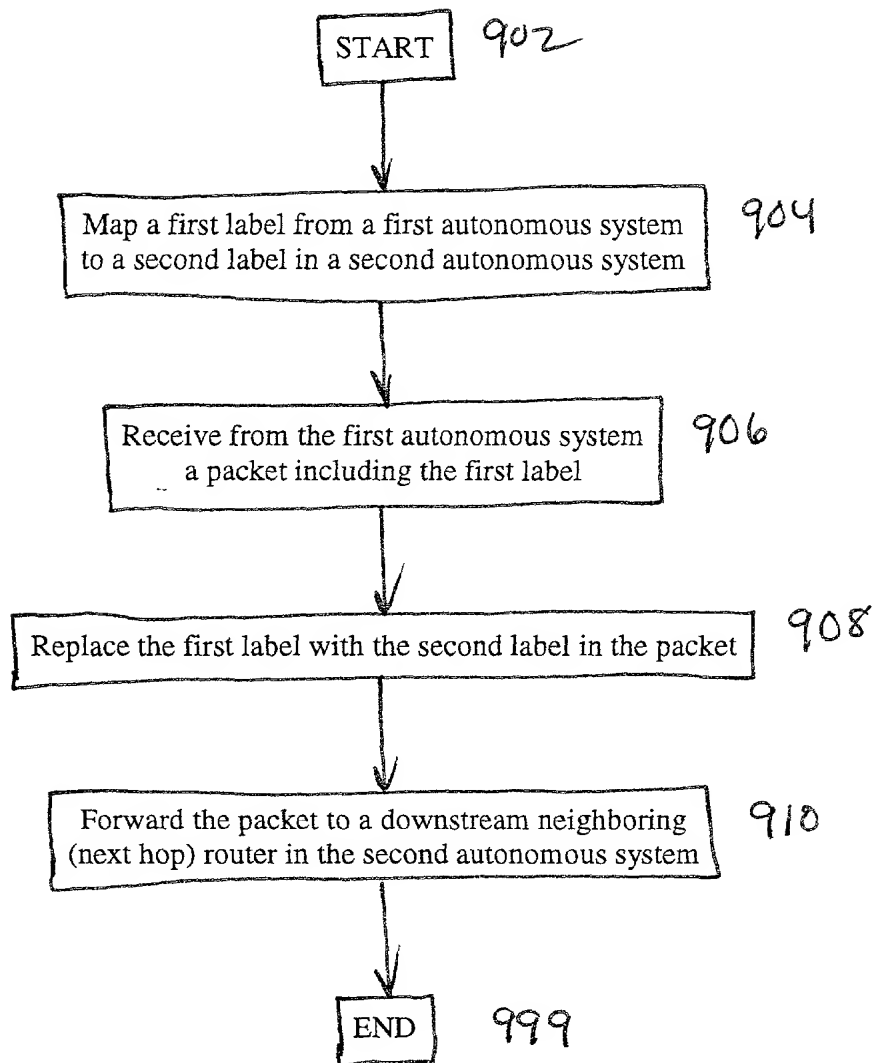 START 902
Map a first label from a first autonomous system 904
to a second label in a second autonomous system
Receive from the first autonomous system 906
a packet including the first label
Replace the first label with the second label in the packet 908
Forward the packet to a downstream neighboring 910
(next hop) router in the second autonomous system
END 999